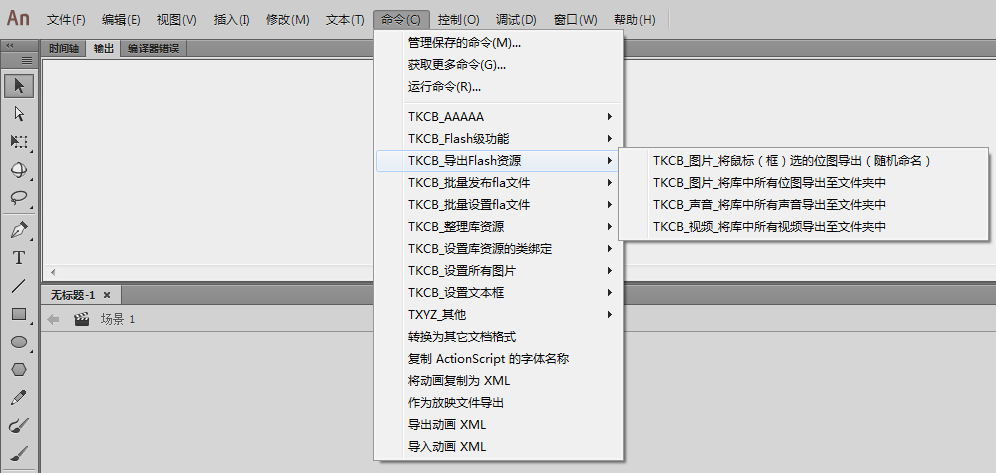 An 文件(F) 编辑(E) 视图(V) 插入(I) 修改(M) 文本(T) 命令(C) 控制(O) 调试(D) 窗口(W) 帮助(H)
时间轴 输出 编译器错误
管理保存的命令(M)...
获取更多命令(G)...
运行命令(R)...
TKCB_AAAAA
TKCB_Flash级功能
TKCB_导出Flash资源
TKCB_批量发布fla文件
TKCB_批量设置fla文件
TKCB_整理库资源
TKCB_设置库资源的类绑定
TKCB_设置所有图片
TKCB_设置文本框
TXYZ_其他
转换为其它文档格式
复制 ActionScript 的字体名称
将动画复制为 XML
作为放映文件导出
导出动画 XML
导入动画 XML
TKCB_图片_将鼠标（框）选的位图导出（随机命名）
TKCB_图片_将库中所有位图导出至文件夹中
TKCB_声音_将库中所有声音导出至文件夹中
TKCB_视频_将库中所有视频导出至文件夹中
无标题-1
场景 1